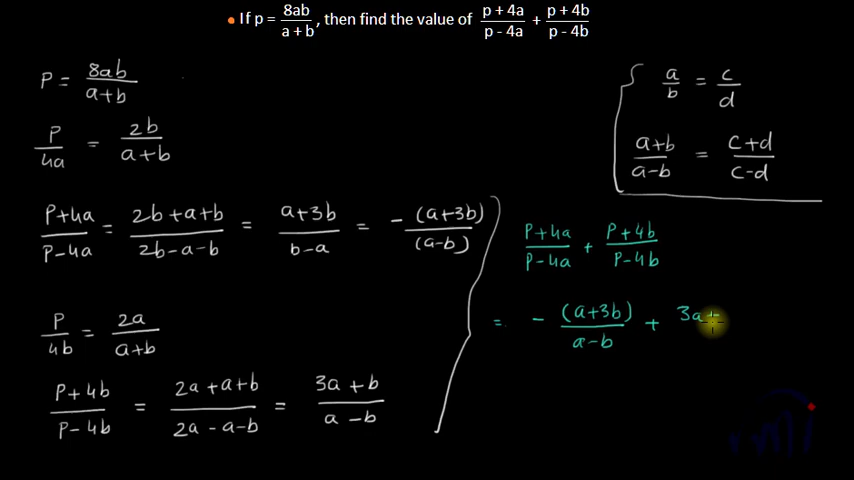 • If p = 8ab / a + b, then find the value of p + 4a / p - 4a + p + 4b / p - 4b
P = 8ab / a+b
P / 4a = 2b / a+b
P+4a / P-4a = 2b+a+b / 2b-a-b = a+3b / b-a = - (a+3b) / (a-b)
P / 4b = 2a / a+b
P+4b / P-4b = 2a+a+b / 2a-a-b = 3a+b / a-b
a / b = c / d
a+b / a-b = c+d / c-d
P+4a / P-4a + P+4b / P-4b
= - (a+3b) / a-b + 3a+